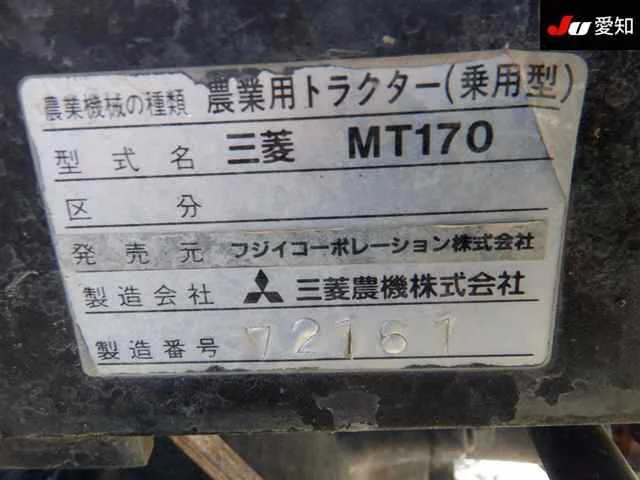 JU 愛知
農業機械の種類 農業用トラクター(乗用型)
型式名 三菱 MT170
区分
発売元 フジイコーポレーション株式会社
製造会社 三菱農機株式会社
製造番号 72161